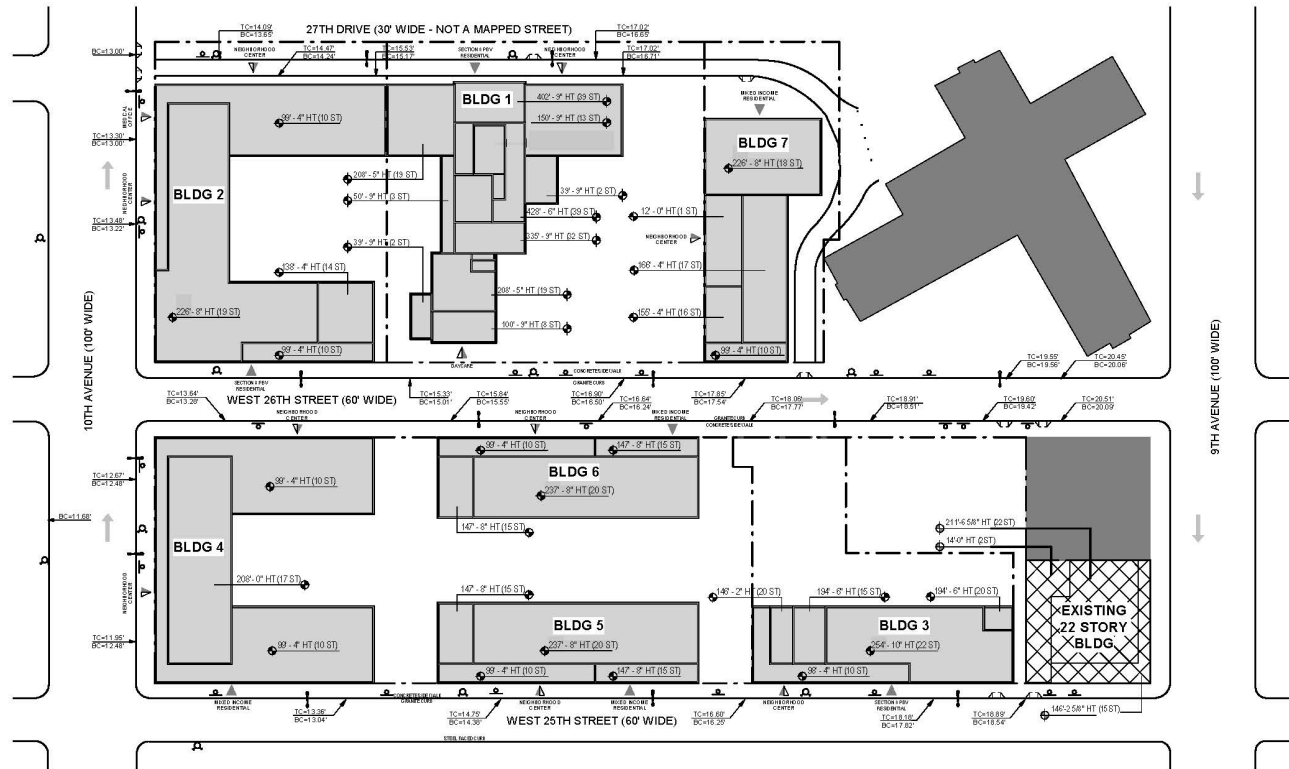 27TH DRIVE (30' WIDE - NOT A MAPPED STREET)
TC=14.09'
BC=13.65'
TC=17.02'
BC=16.65'
BC=13.00'
NEIGHBORHOOD
CENTER
TC=14.47'
BC=14.24'
TC=15.53'
BC=15.17'
SECTION 8 PBV
RESIDENTIAL
NEIGHBORHOOD
CENTER
TC=17.02'
BC=16.71'
MIXED INCOME
RESIDENTIAL
BLDG 1
402' - 9" HT (39 ST)
150' - 9" HT (13 ST)
99' - 4" HT (10 ST)
MEDICAL
OFFICE
TC=13.30'
BC=13.00'
BLDG 7
226' - 8" HT (18 ST)
BLDG 2
208' - 5" HT (19 ST)
50' - 9" HT (3 ST)
39' - 9" HT (2 ST)
NEIGHBORHOOD
CENTER
428' - 6" HT (39 ST)
12' - 0" HT (1 ST)
TC=13.48'
BC=13.22'
335' - 9" HT (32 ST)
NEIGHBORHOOD
CENTER
39' - 9" HT (2 ST)
138' - 4" HT (14 ST)
166' - 4" HT (17 ST)
208' - 5" HT (19 ST)
226' - 8" HT (19 ST)
155' - 4" HT (16 ST)
100' - 9" HT (8 ST)
99' - 4" HT (10 ST)
99' - 4" HT (10 ST)
DAYCARE
10TH AVENUE (100' WIDE)
9TH AVENUE (100' WIDE)
CONCRETE SIDEWALK
GRANITE CURB
SECTION 8 PBV
RESIDENTIAL
TC=19.55'
BC=19.56'
TC=20.45'
BC=20.06'
WEST 26TH STREET (60' WIDE)
TC=13.64'
BC=13.28'
TC=15.33'
BC=15.01'
TC=15.84'
BC=15.55'
TC=16.90'
BC=16.50'
TC=16.64'
BC=16.24'
TC=17.85'
BC=17.54'
TC=18.06'
BC=17.77'
TC=18.91'
BC=18.51'
TC=19.60'
BC=19.42'
TC=20.51'
BC=20.09'
NEIGHBORHOOD
CENTER
NEIGHBORHOOD
CENTER
MIXED INCOME
RESIDENTIAL
GRANITE CURB
CONCRETE SIDEWALK
99' - 4" HT (10 ST)
147' - 8" HT (15 ST)
BLDG 6
TC=12.67'
BC=12.48'
99' - 4" HT (10 ST)
237' - 8" HT (20 ST)
BC=11.68'
147' - 8" HT (15 ST)
211'-6 5/8" HT (22 ST)
14'-0" HT (2 ST)
BLDG 4
208' - 0" HT (17 ST)
NEIGHBORHOOD
CENTER
147' - 8" HT (15 ST)
146' - 2" HT (20 ST)
194' - 6" HT (15 ST)
194' - 6" HT (20 ST)
EXISTING
22 STORY
BLDG
BLDG 5
BLDG 3
TC=11.95'
BC=12.48'
99' - 4" HT (10 ST)
237' - 8" HT (20 ST)
254' - 10" HT (22 ST)
99' - 4" HT (10 ST)
147' - 8" HT (15 ST)
98' - 4" HT (10 ST)
CONCRETE SIDEWALK
GRANITE CURB
MIXED INCOME
RESIDENTIAL
NEIGHBORHOOD
CENTER
MIXED INCOME
RESIDENTIAL
NEIGHBORHOOD
CENTER
SECTION 8 PBV
RESIDENTIAL
TC=13.36'
BC=13.04'
TC=14.75'
BC=14.38'
WEST 25TH STREET (60' WIDE)
TC=16.60'
BC=16.25'
TC=18.18'
BC=17.82'
TC=18.89'
BC=18.54'
146'-2 5/8" HT (15 ST)
STEEL FACED CURB